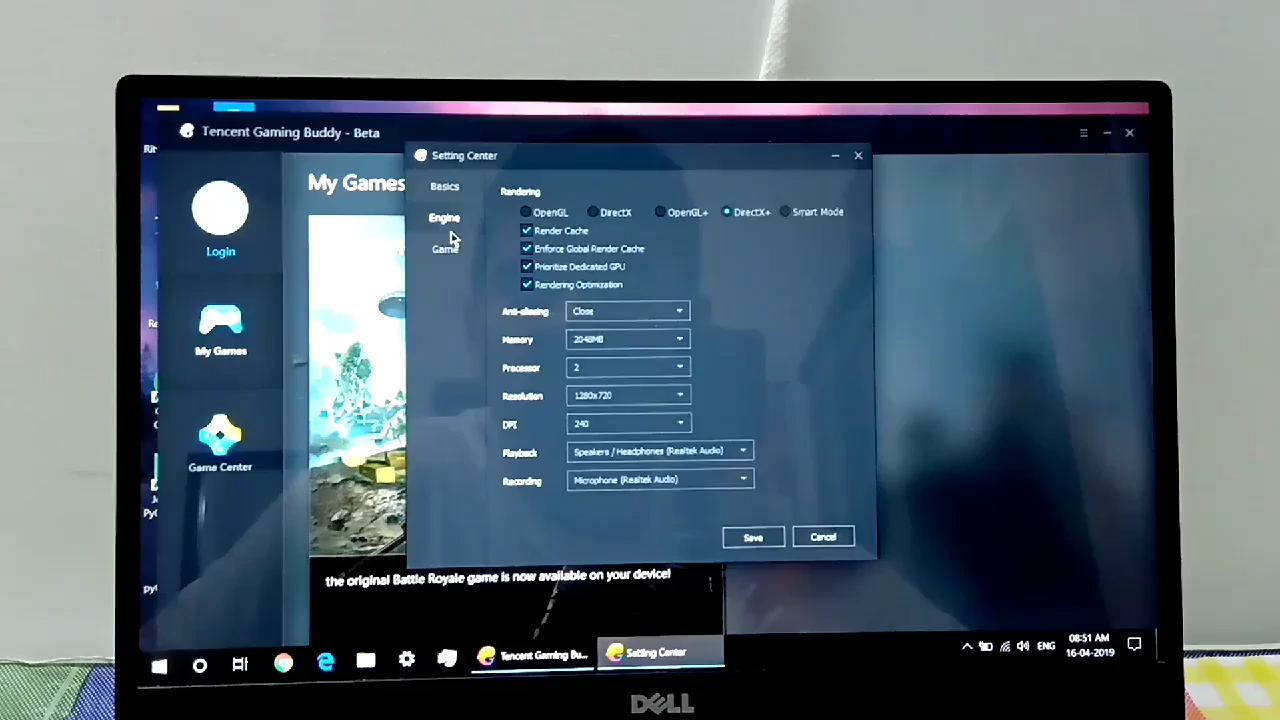 Tencent Gaming Buddy - Beta
Setting Center
My Games
Login
My Games
Game Center
Basics
Engine
Game
Rendering
OpenGL DirectX OpenGL+ DirectX+ Smart Mode
Render Cache
Enforce Global Render Cache
Prioritize Dedicated GPU
Rendering Optimization
Anti-aliasing Close
Memory 2048MB
Processor 2
Resolution 1280x720
DPI 240
Playback Speakers / Headphones (Realtek Audio)
Recording Microphone (Realtek Audio)
Save Cancel
the original Battle Royale game is now available on your device!
Tencent Gaming Bu... Setting Center
ENG
08:51 AM
16-04-2019
DELL